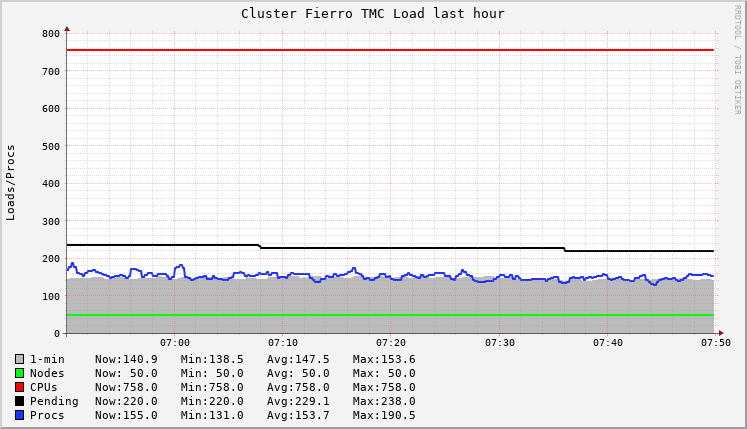 Cluster Fierro TMC Load last hour
RRDTOOL / TOBI OETIKER
Loads/Procs
800
700
600
500
400
300
200
100
0
07:00 07:10 07:20 07:30 07:40 07:50
1-min Now:140.9 Min:138.5 Avg:147.5 Max:153.6
Nodes Now: 50.0 Min: 50.0 Avg: 50.0 Max: 50.0
CPUs Now:758.0 Min:758.0 Avg:758.0 Max:758.0
Pending Now:220.0 Min:220.0 Avg:229.1 Max:238.0
Procs Now:155.0 Min:131.0 Avg:153.7 Max:190.5